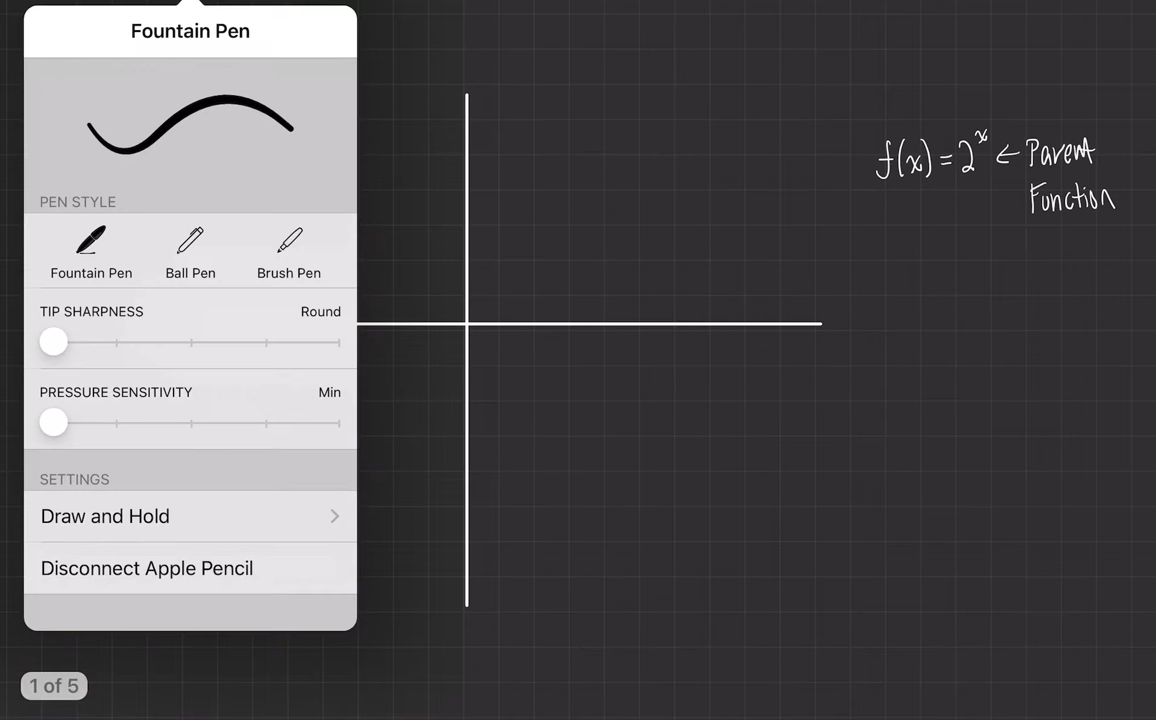 Fountain Pen
PEN STYLE
Fountain Pen Ball Pen Brush Pen
TIP SHARPNESS Round
PRESSURE SENSITIVITY Min
SETTINGS
Draw and Hold
Disconnect Apple Pencil
1 of 5
f(x) = 2^x ← Parent
Function